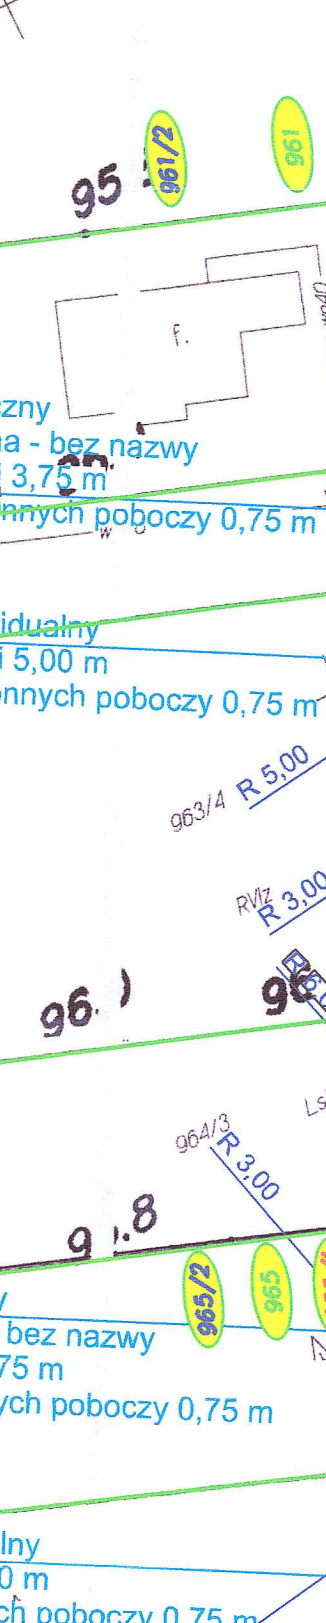 961/2
961
95
f.
zny
a - bez nazwy
i 3,75 m
nnych poboczy 0,75 m
w
idualny
i 5,00 m
onnych poboczy 0,75 m
R 5,00
963/4
RVIz
R 3,00
96.
964/3
R 3,00
965/2
965
y
bez nazwy
75 m
ych poboczy 0,75 m
lny
0 m
ch poboczy 0,75 m